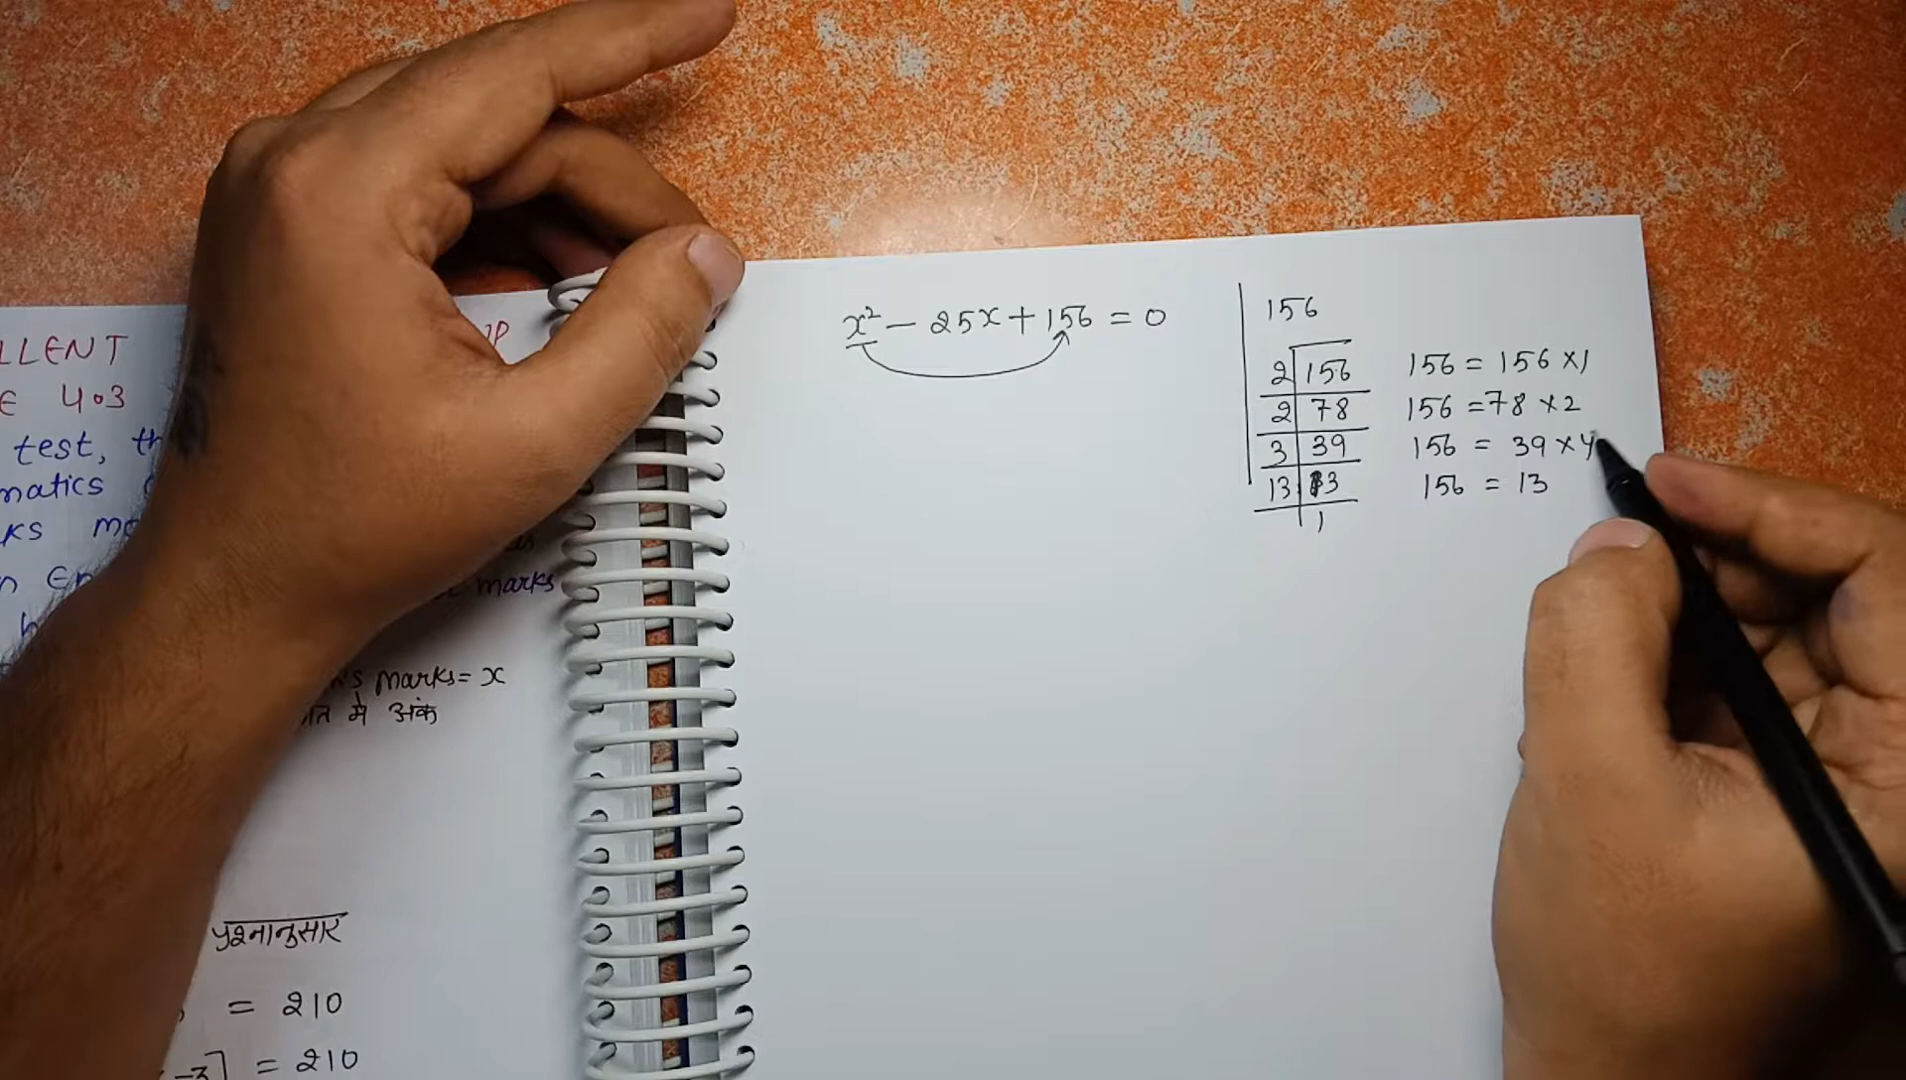 LLENT
E 4.3
test, th
matics
ks
marks
marks= x
में अंक
प्रश्नानुसार
= 210
-3] = 210
x² - 25x + 156 = 0
156
2 156
2 78
3 39
13 13
1
156 = 156 × 1
156 = 78 × 2
156 = 39 × 4
156 = 13